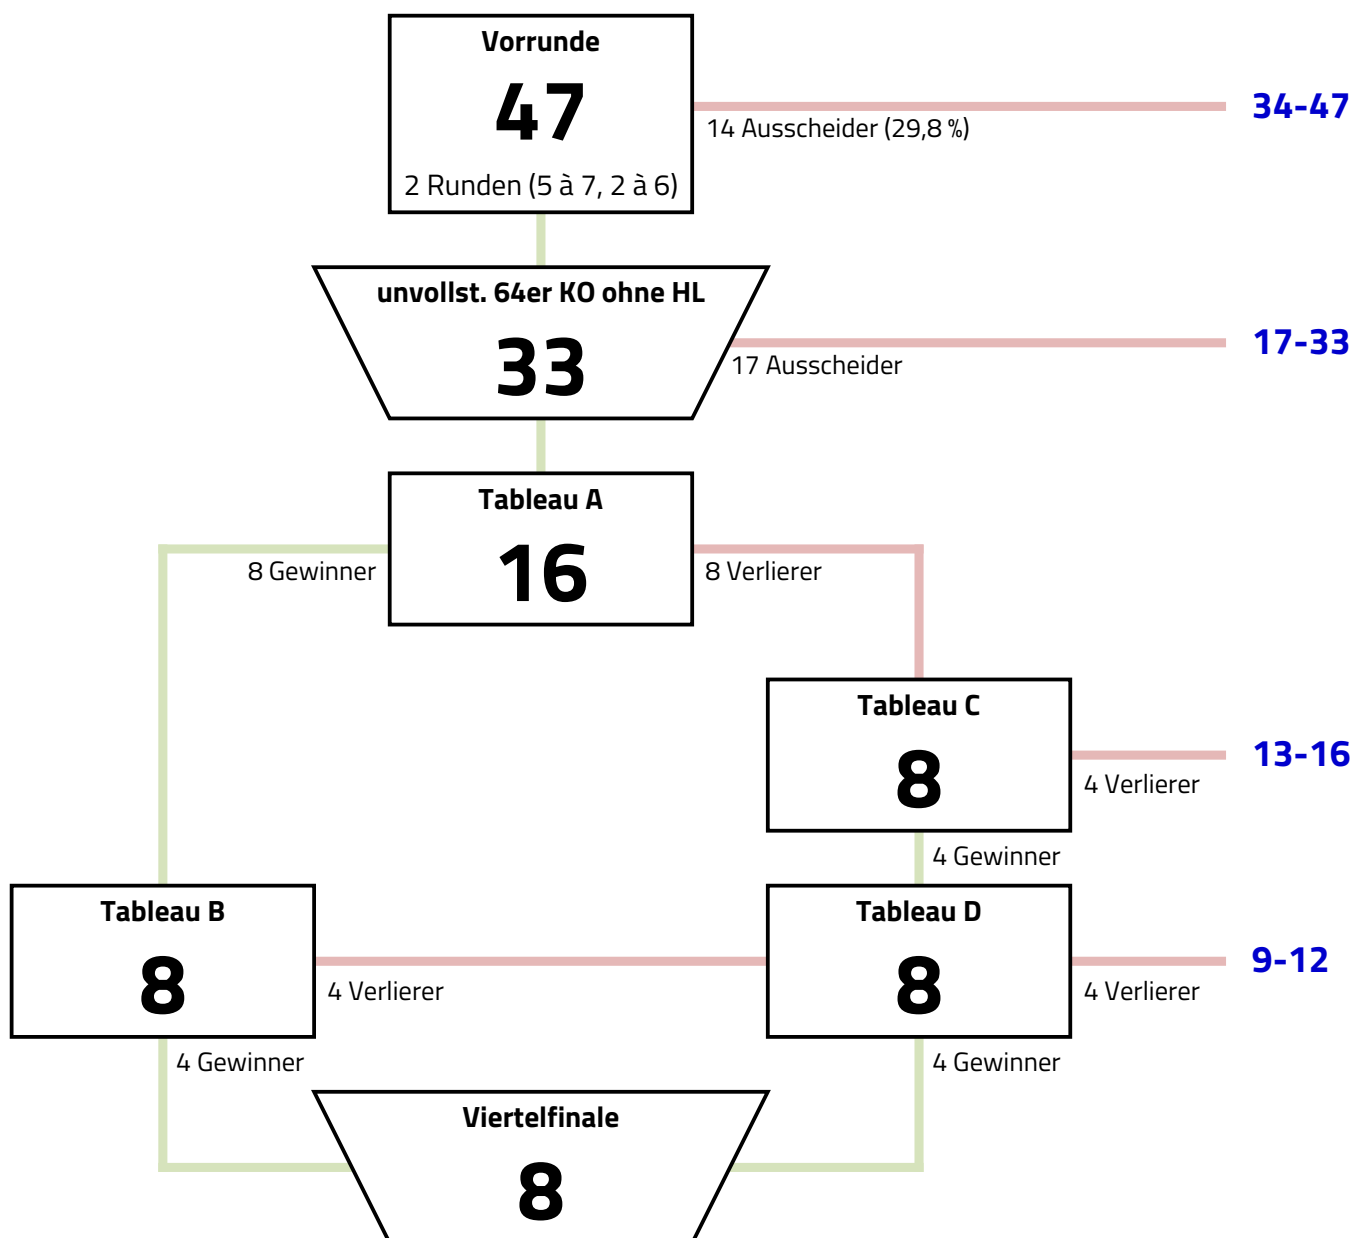 Vorrunde
47
2 Runden (5 à 7, 2 à 6)
14 Ausscheider (29,8 %)
34-47
unvollst. 64er KO ohne HL
33
17 Ausscheider
17-33
Tableau A
16
8 Gewinner
8 Verlierer
Tableau C
8
4 Verlierer
13-16
4 Gewinner
Tableau B
8
4 Verlierer
4 Gewinner
Tableau D
8
4 Verlierer
9-12
4 Gewinner
Viertelfinale
8